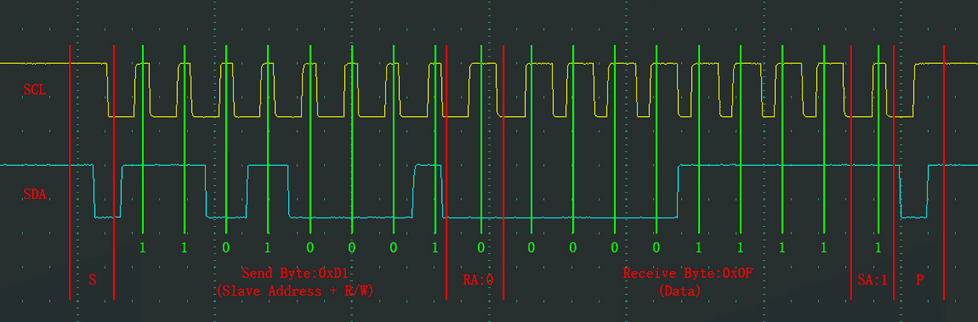 SCL
SDA
1 1 0 1 0 0 0 1 0 0 0 0 0 1 1 1 1 1
S
Send Byte:0xD1
(Slave Address + R/W)
RA:0
Receive Byte:0x0F
(Data)
SA:1
P